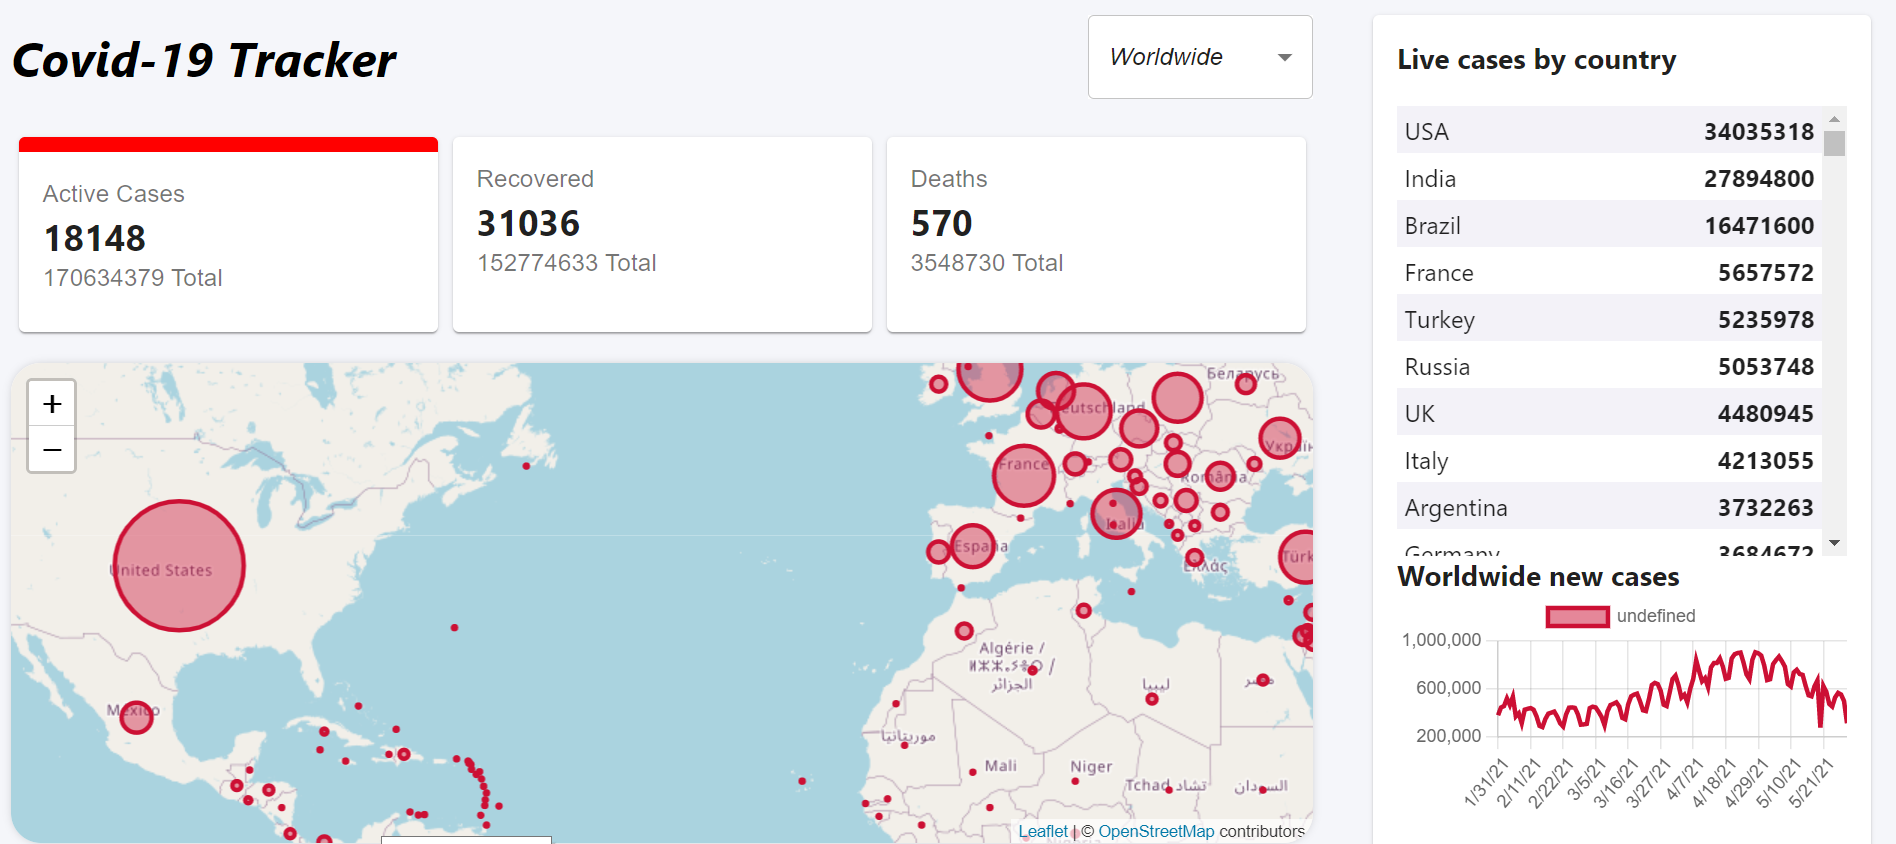 Covid-19 Tracker
Worldwide
Active Cases
18148
170634379 Total
Recovered
31036
152774633 Total
Deaths
570
3548730 Total
+
−
United States
México
Беларусь
Deutschland
France
România
Italia
España
Ελλάς
Algérie /
ⵍⵣⵣⴰⵢⴻⵔ /
الجزائر
ليبيا
مصر
موريتانيا
Mali
Niger
Tchad تشاد
السودان
Leaflet | © OpenStreetMap contributors
Live cases by country
USA 34035318
India 27894800
Brazil 16471600
France 5657572
Turkey 5235978
Russia 5053748
UK 4480945
Italy 4213055
Argentina 3732263
Germany 3684672
Worldwide new cases
undefined
1,000,000
600,000
200,000
1/31/21
2/11/21
2/22/21
3/5/21
3/16/21
3/27/21
4/7/21
4/18/21
4/29/21
5/10/21
5/21/21